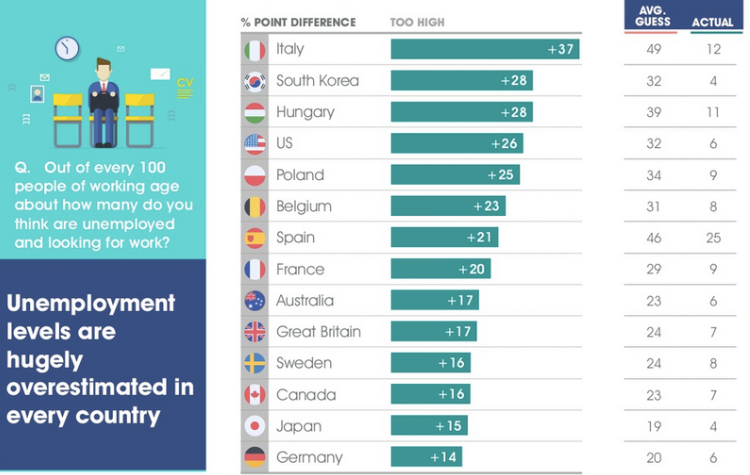 CV
Q. Out of every 100
people of working age
about how many do you
think are unemployed
and looking for work?
Unemployment
levels are
hugely
overestimated in
every country
% POINT DIFFERENCE TOO HIGH AVG. GUESS ACTUAL
Italy +37 49 12
South Korea +28 32 4
Hungary +28 39 11
US +26 32 6
Poland +25 34 9
Belgium +23 31 8
Spain +21 46 25
France +20 29 9
Australia +17 23 6
Great Britain +17 24 7
Sweden +16 24 8
Canada +16 23 7
Japan +15 19 4
Germany +14 20 6